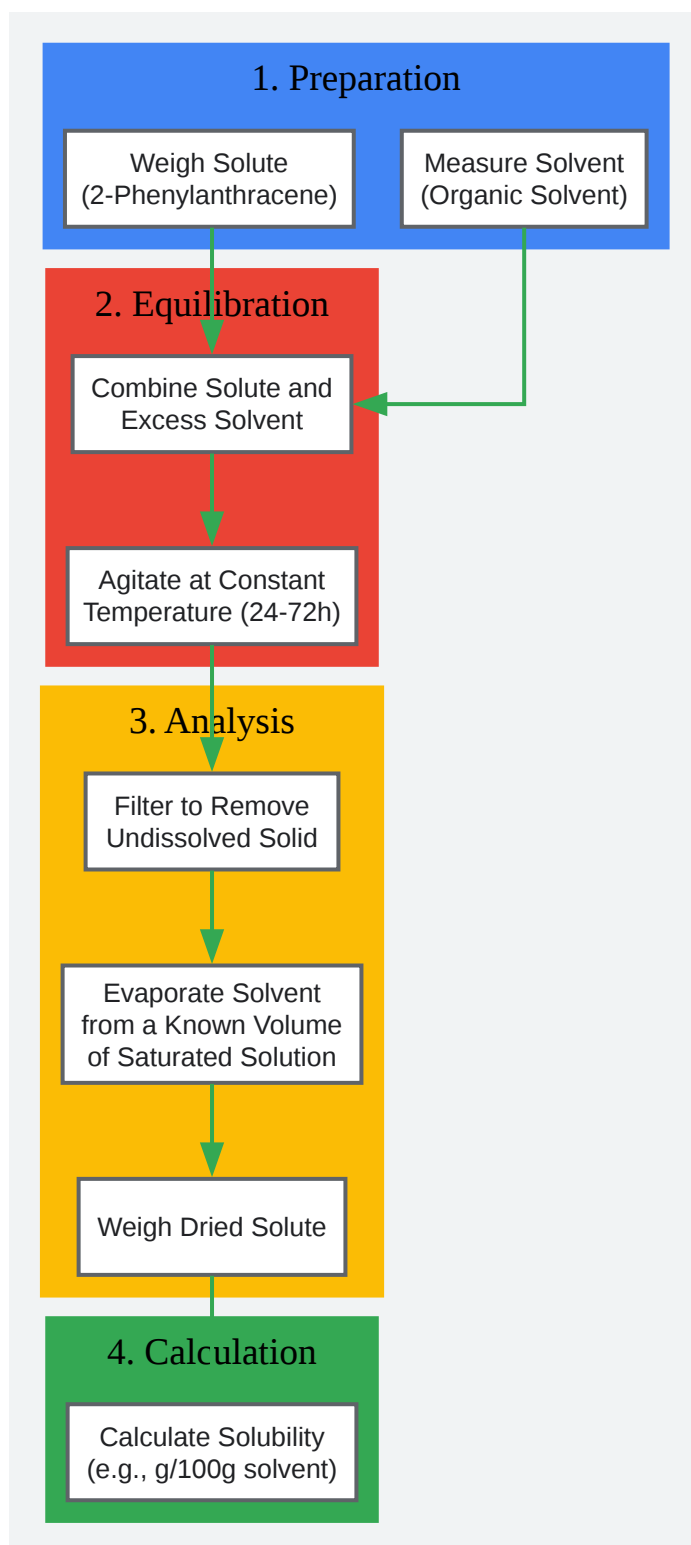 1. Preparation
Weigh Solute
(2-Phenylanthracene)
Measure Solvent
(Organic Solvent)
2. Equilibration
Combine Solute and
Excess Solvent
Agitate at Constant
Temperature (24-72h)
3. Analysis
Filter to Remove
Undissolved Solid
Evaporate Solvent
from a Known Volume
of Saturated Solution
Weigh Dried Solute
4. Calculation
Calculate Solubility
(e.g., g/100g solvent)